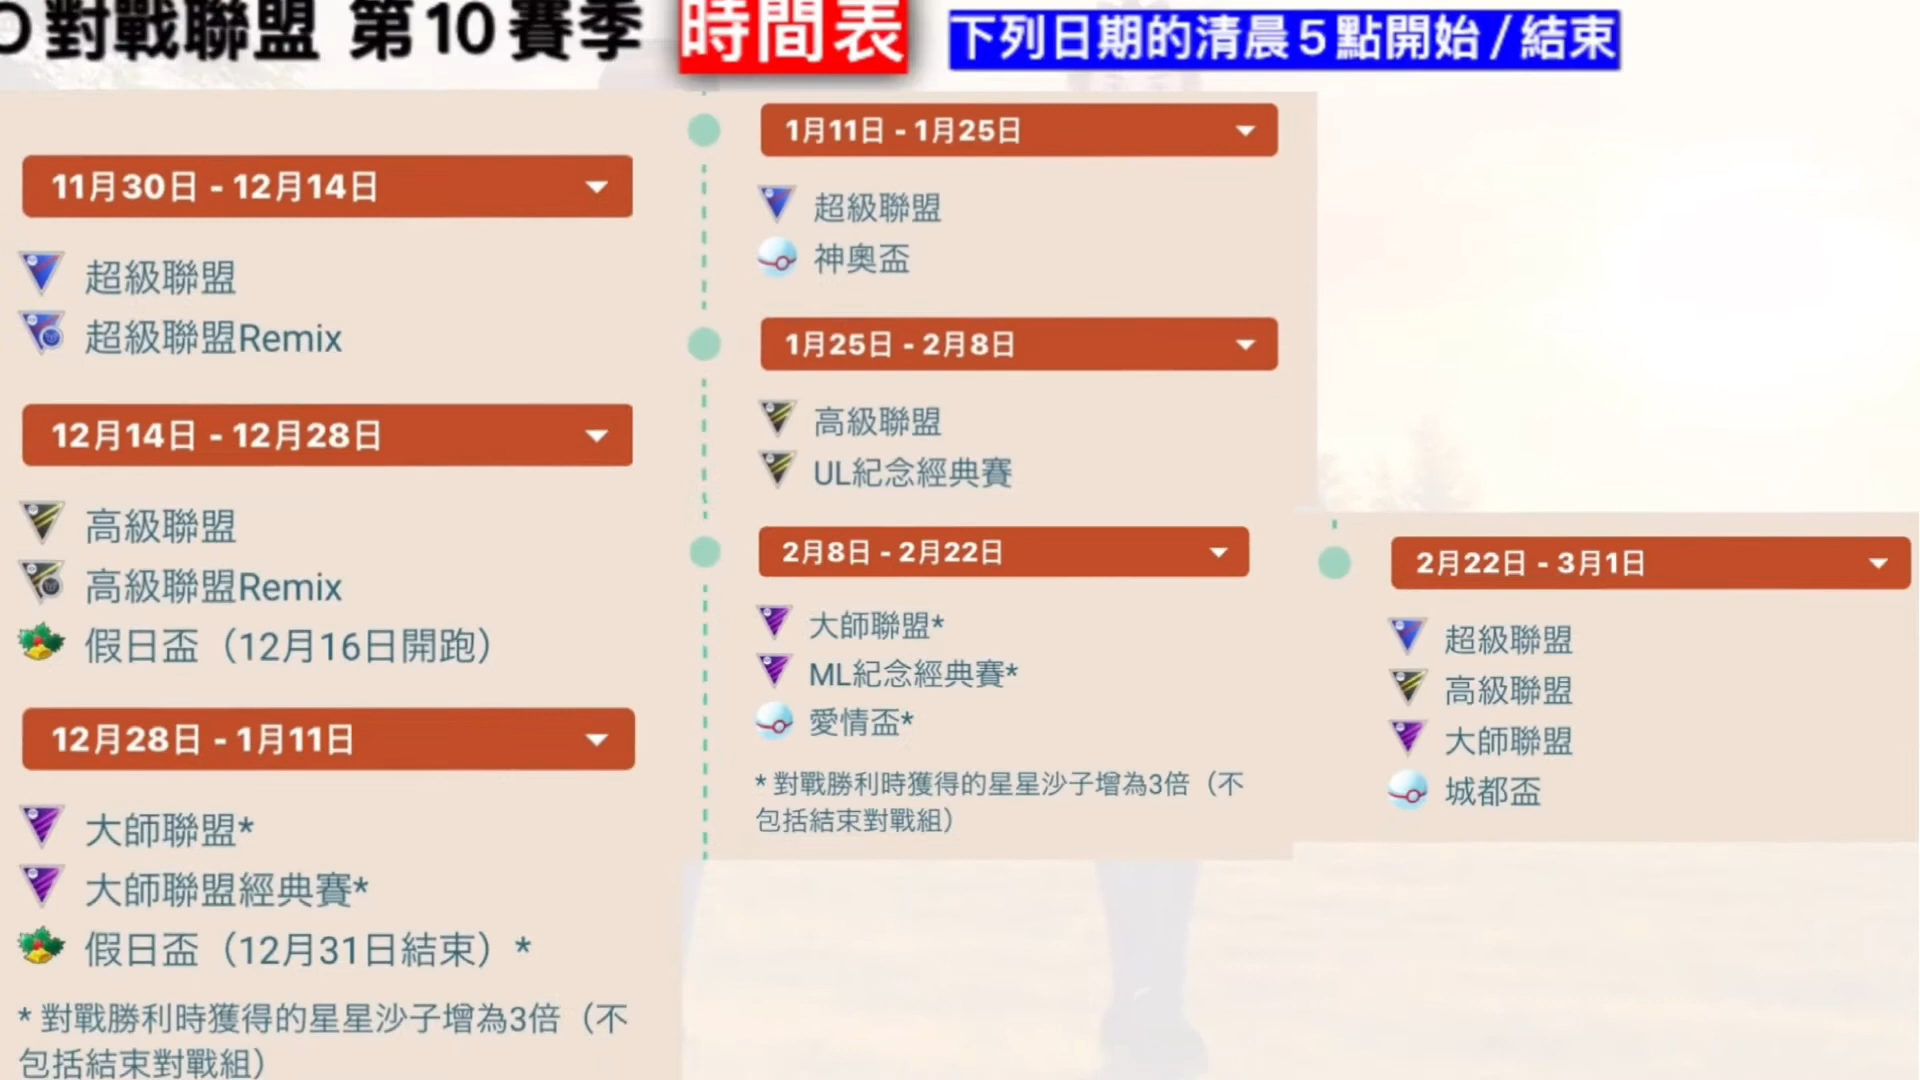 O對戰聯盟 第10賽季 時間表 下列日期的清晨5點開始/結束
11月30日 - 12月14日
超級聯盟
超級聯盟Remix
12月14日 - 12月28日
高級聯盟
高級聯盟Remix
假日盃（12月16日開跑）
12月28日 - 1月11日
大師聯盟*
大師聯盟經典賽*
假日盃（12月31日結束）*
* 對戰勝利時獲得的星星沙子增為3倍（不
包括結束對戰組）
1月11日 - 1月25日
超級聯盟
神奧盃
1月25日 - 2月8日
高級聯盟
UL紀念經典賽
2月8日 - 2月22日
大師聯盟*
ML紀念經典賽*
愛情盃*
* 對戰勝利時獲得的星星沙子增為3倍（不
包括結束對戰組）
2月22日 - 3月1日
超級聯盟
高級聯盟
大師聯盟
城都盃